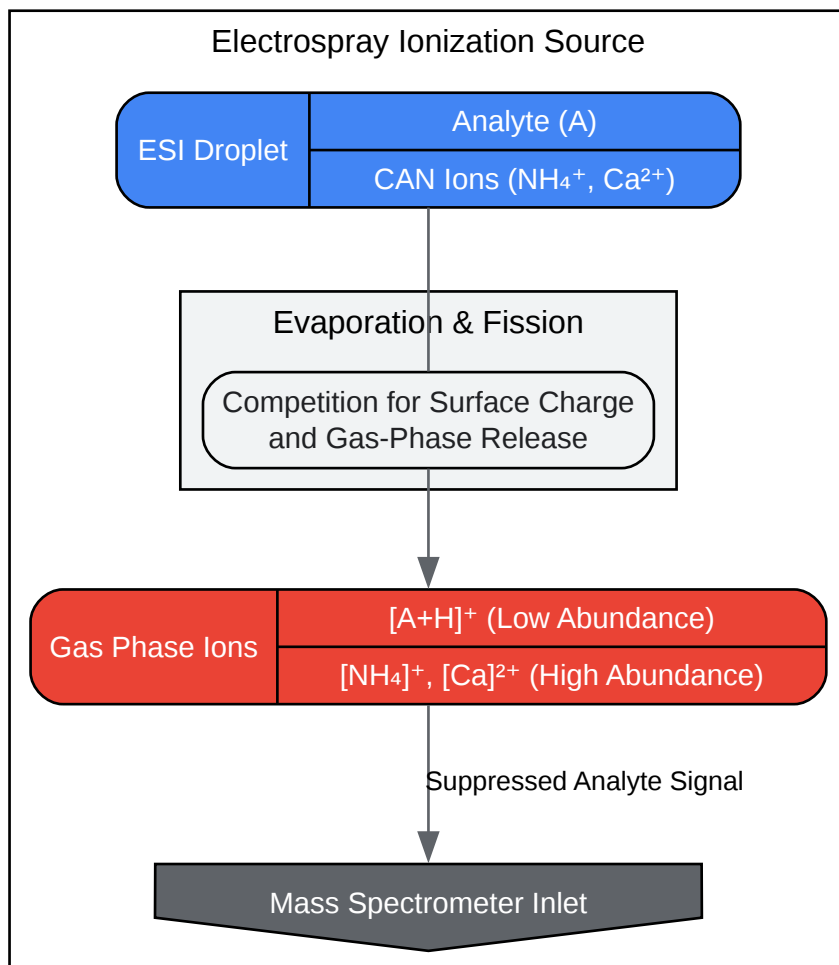 Electrospray Ionization Source
ESI Droplet
Analyte (A)
CAN Ions (NH₄⁺, Ca²⁺)
Evaporation & Fission
Competition for Surface Charge
and Gas-Phase Release
Gas Phase Ions
[A+H]⁺ (Low Abundance)
[NH₄]⁺, [Ca]²⁺ (High Abundance)
Suppressed Analyte Signal
Mass Spectrometer Inlet